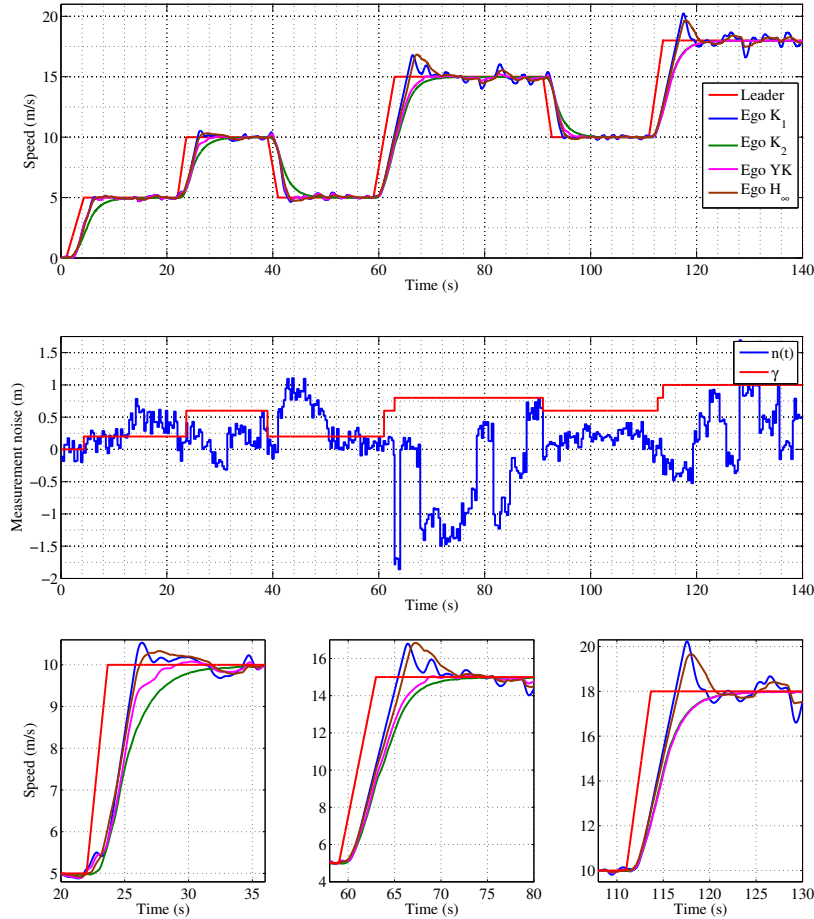 20
15
10
5
0
Speed (m/s)
0 20 40 60 80 100 120 140
Time (s)
Leader
Ego K1
Ego K2
Ego YK
Ego H∞
1.5
1
0.5
0
−0.5
−1
−1.5
−2
Measurement noise (m)
0 20 40 60 80 100 120 140
Time (s)
n(t)
γ
10
9
8
7
6
5
Speed (m/s)
20 25 30 35
Time (s)
16
14
12
10
8
6
4
60 65 70 75 80
Time (s)
20
18
16
14
12
10
110 115 120 125 130
Time (s)